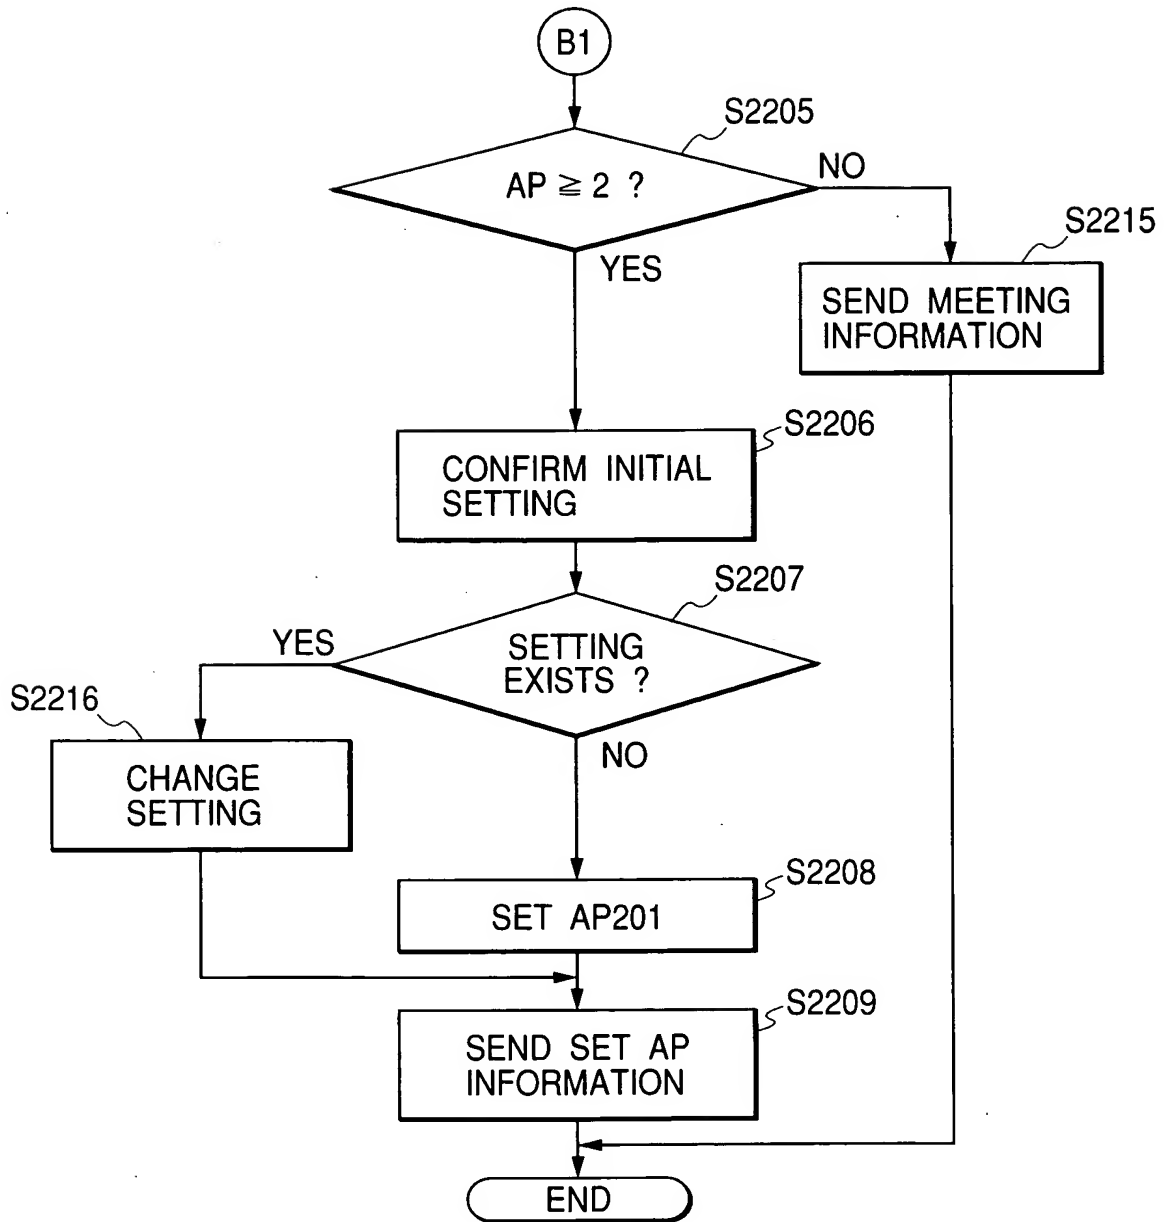 B1
S2205
AP ≧ 2 ?
NO
S2215
YES
SEND MEETING
INFORMATION
S2206
CONFIRM INITIAL
SETTING
S2207
YES
SETTING
EXISTS ?
S2216
NO
CHANGE
SETTING
S2208
SET AP201
S2209
SEND SET AP
INFORMATION
END